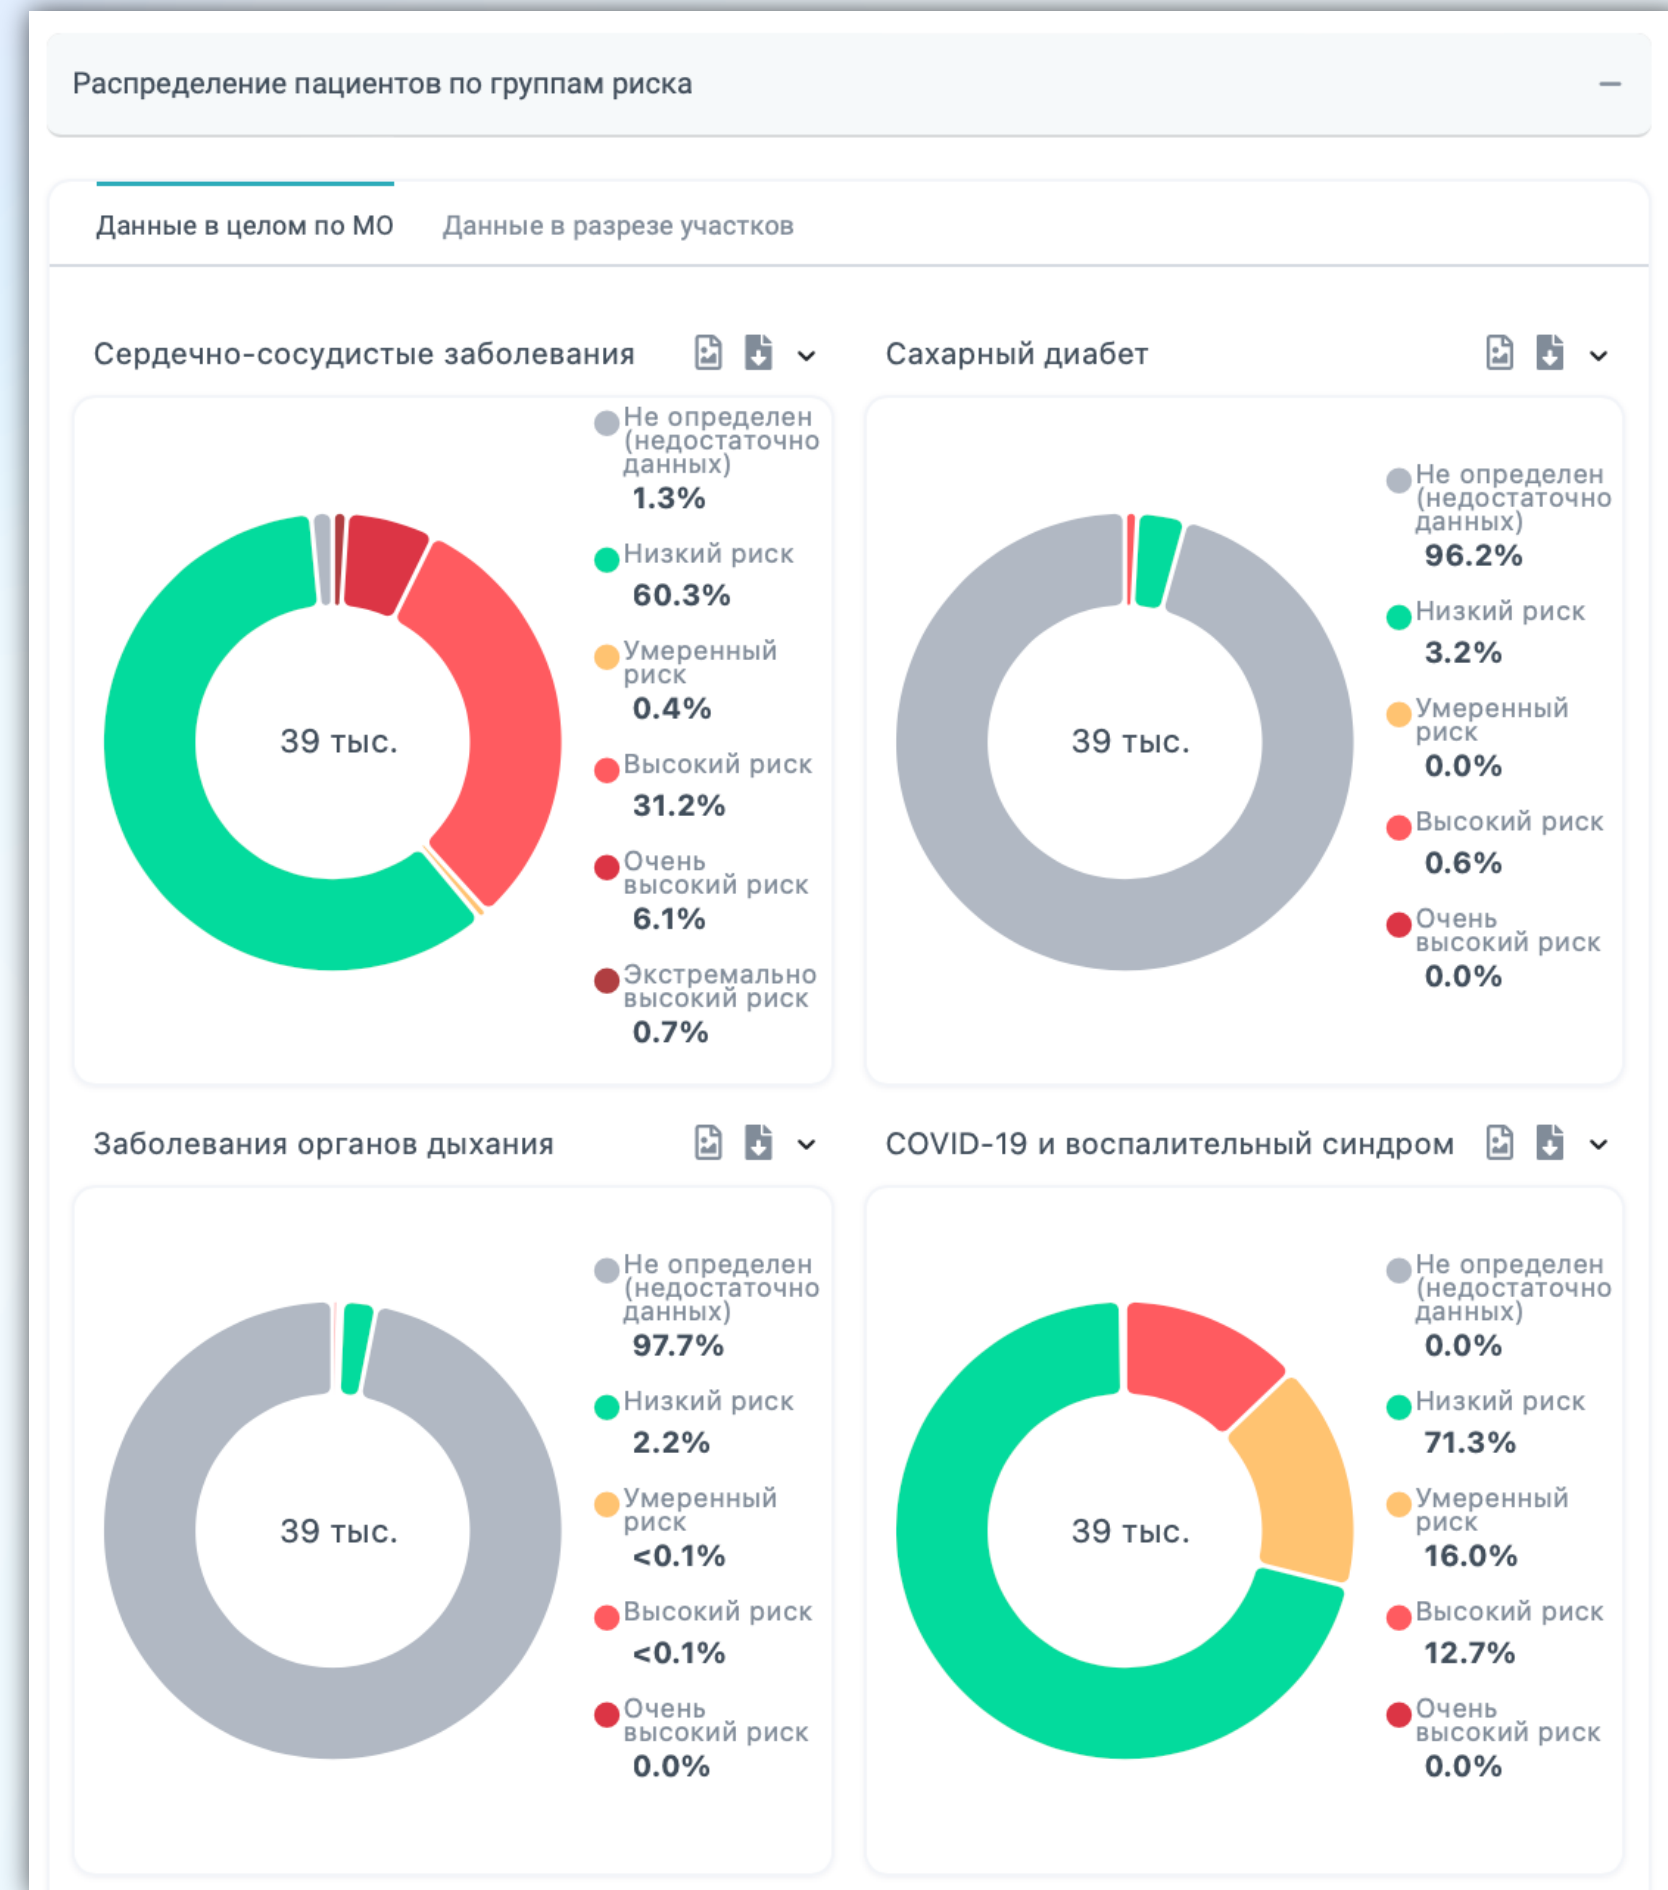 Распределение пациентов по группам риска
Данные в целом по МО
Данные в разрезе участков
Сердечно-сосудистые заболевания
39 тыс.
Не определен
(недостаточно
данных)
1.3%
Низкий риск
60.3%
Умеренный
риск
0.4%
Высокий риск
31.2%
Очень
высокий риск
6.1%
Экстремально
высокий риск
0.7%
Сахарный диабет
39 тыс.
Не определен
(недостаточно
данных)
96.2%
Низкий риск
3.2%
Умеренный
риск
0.0%
Высокий риск
0.6%
Очень
высокий риск
0.0%
Заболевания органов дыхания
39 тыс.
Не определен
(недостаточно
данных)
97.7%
Низкий риск
2.2%
Умеренный
риск
<0.1%
Высокий риск
<0.1%
Очень
высокий риск
0.0%
COVID-19 и воспалительный синдром
39 тыс.
Не определен
(недостаточно
данных)
0.0%
Низкий риск
71.3%
Умеренный
риск
16.0%
Высокий риск
12.7%
Очень
высокий риск
0.0%